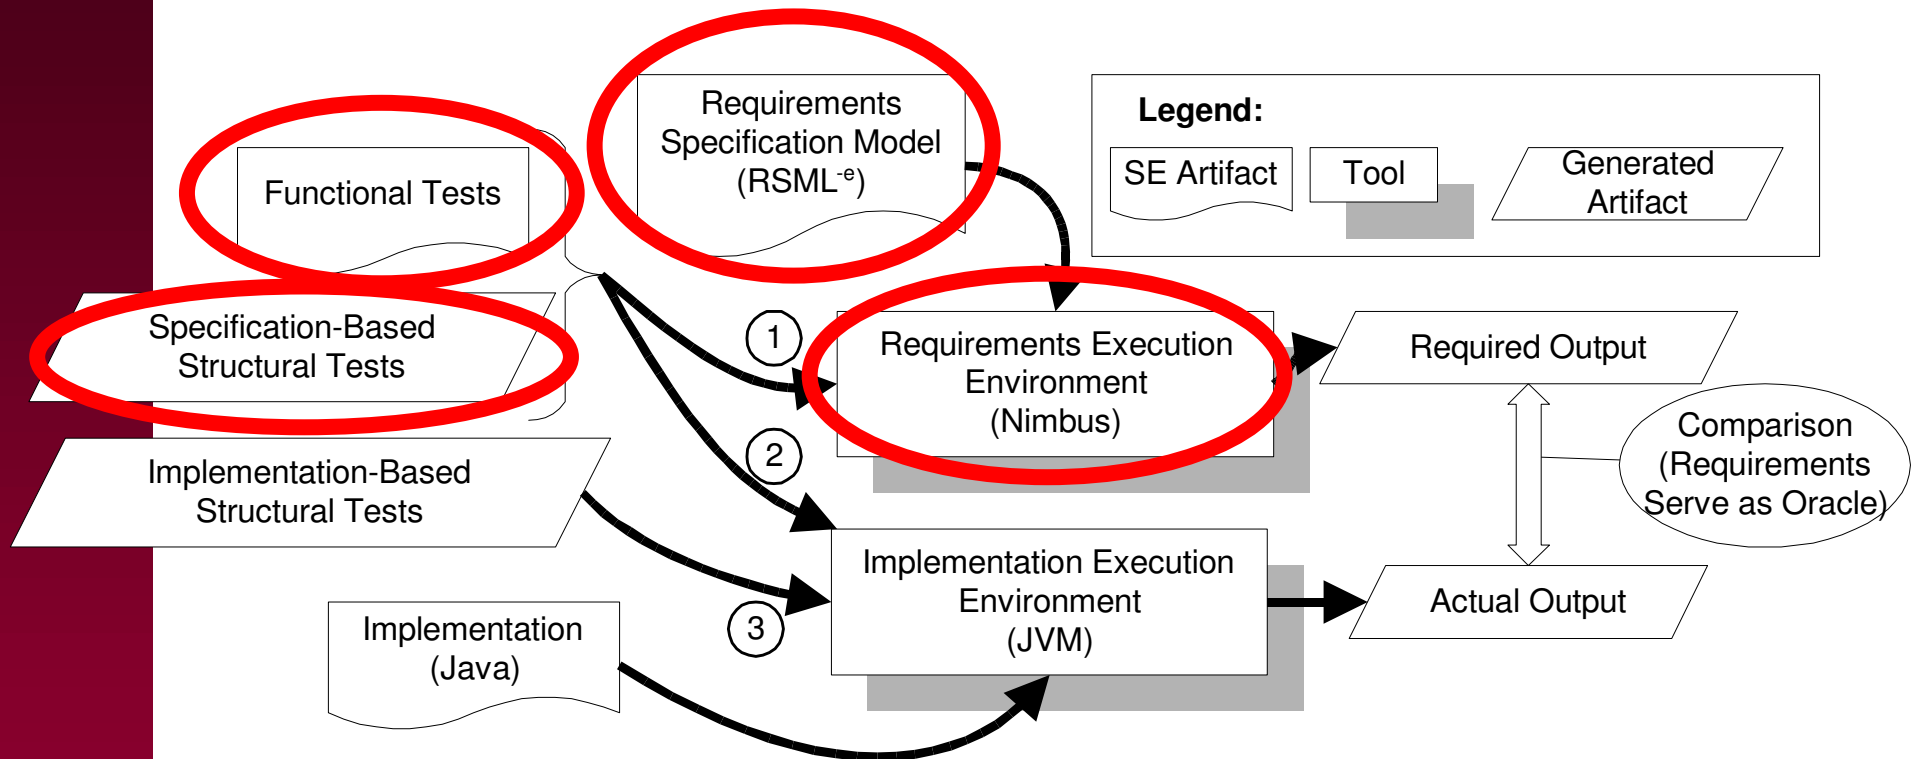 Requirements
Specification Model
(RSML-e)
Legend:
SE Artifact
Tool
Generated
Artifact
Functional Tests
Specification-Based
Structural Tests
1
Requirements Execution
Environment
(Nimbus)
Required Output
Comparison
(Requirements
Serve as Oracle)
2
Implementation-Based
Structural Tests
Implementation Execution
Environment
(JVM)
Actual Output
3
Implementation
(Java)